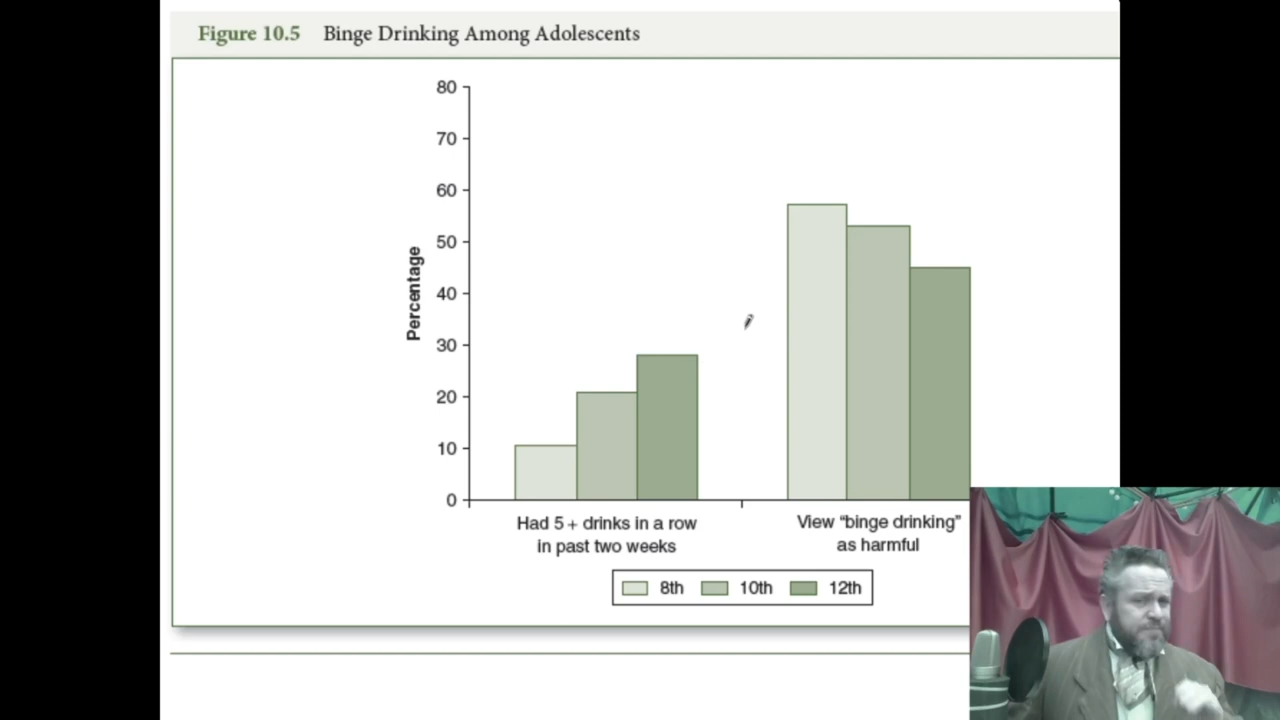 Figure 10.5 Binge Drinking Among Adolescents
80
70
60
50
40
30
20
10
0
Percentage
Had 5 + drinks in a row
in past two weeks
View “binge drinking”
as harmful
8th 10th 12th